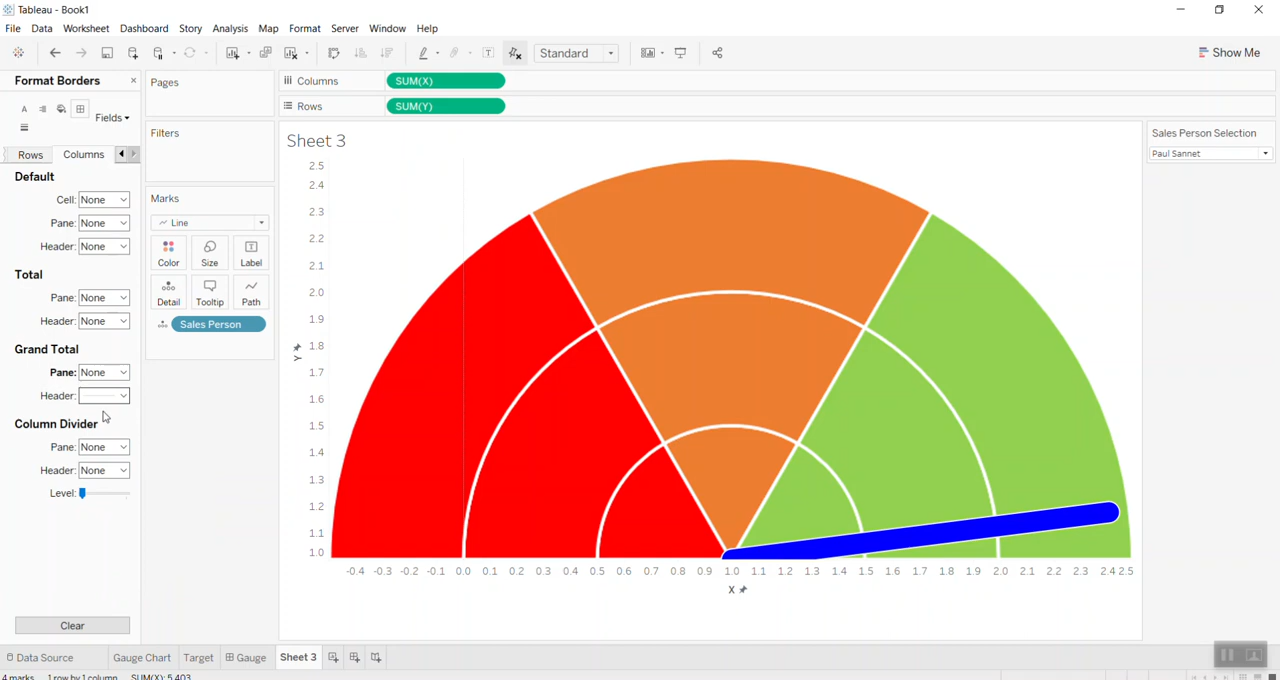 Tableau - Book1
File Data Worksheet Dashboard Story Analysis Map Format Server Window Help
Standard
Show Me
Format Borders
Fields
Rows Columns
Default
Cell: None
Pane: None
Header: None
Total
Pane: None
Header: None
Grand Total
Pane: None
Header:
Column Divider
Pane: None
Header: None
Level:
Clear
Pages
Filters
Marks
Line
Color Size Label
Detail Tooltip Path
Sales Person
Columns SUM(X)
Rows SUM(Y)
Sheet 3
2.5
2.4
2.3
2.2
2.1
2.0
1.9
1.8
1.7
1.6
1.5
1.4
1.3
1.2
1.1
1.0
Y
-0.4 -0.3 -0.2 -0.1 0.0 0.1 0.2 0.3 0.4 0.5 0.6 0.7 0.8 0.9 1.0 1.1 1.2 1.3 1.4 1.5 1.6 1.7 1.8 1.9 2.0 2.1 2.2 2.3 2.4 2.5
X
Sales Person Selection
Paul Sannet
Data Source Gauge Chart Target Gauge Sheet 3
4 marks 1 row by 1 column SUM(X): 5.403